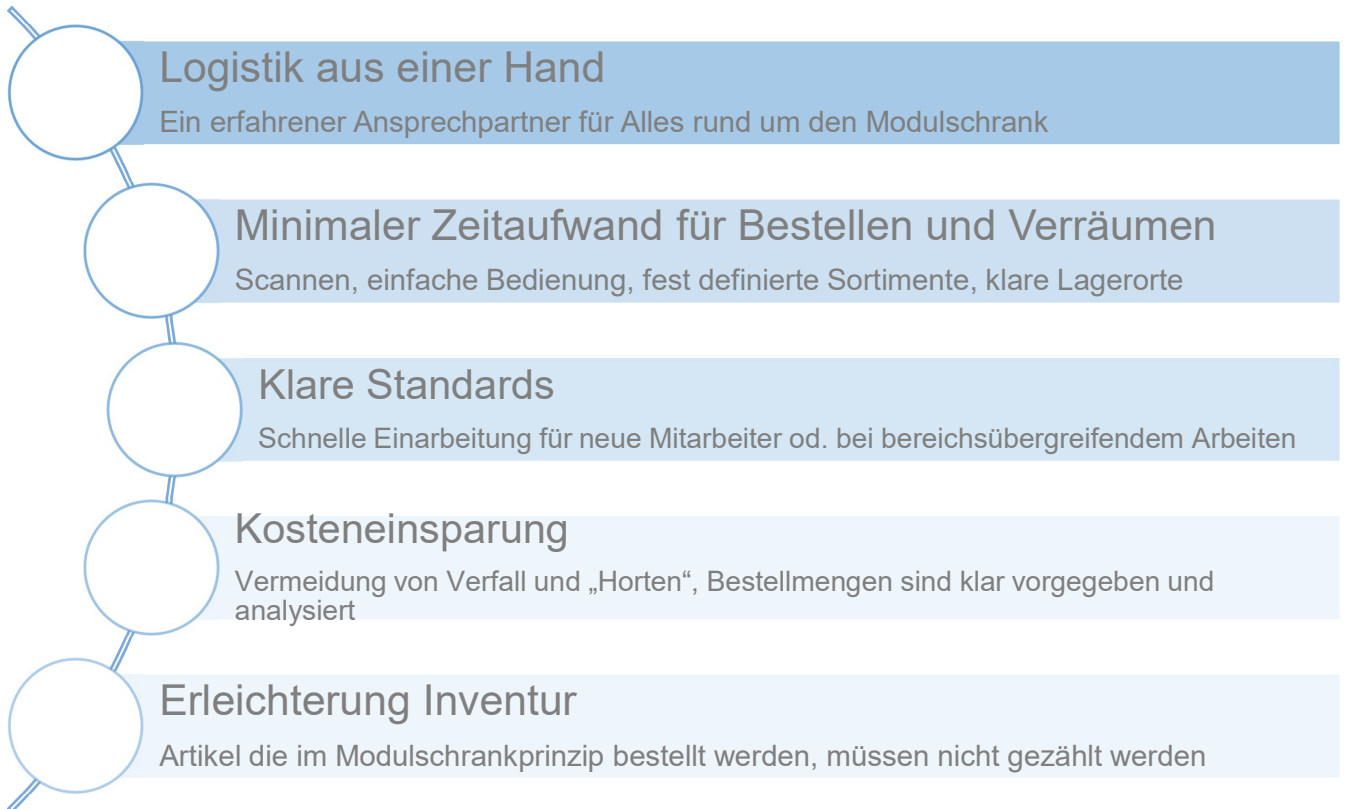 Logistik aus einer Hand
Ein erfahrener Ansprechpartner für Alles rund um den Modulschrank
Minimaler Zeitaufwand für Bestellen und Verräumen
Scannen, einfache Bedienung, fest definierte Sortimente, klare Lagerorte
Klare Standards
Schnelle Einarbeitung für neue Mitarbeiter od. bei bereichsübergreifendem Arbeiten
Kosteneinsparung
Vermeidung von Verfall und „Horten“, Bestellmengen sind klar vorgegeben und
analysiert
Erleichterung Inventur
Artikel die im Modulschrankprinzip bestellt werden, müssen nicht gezählt werden